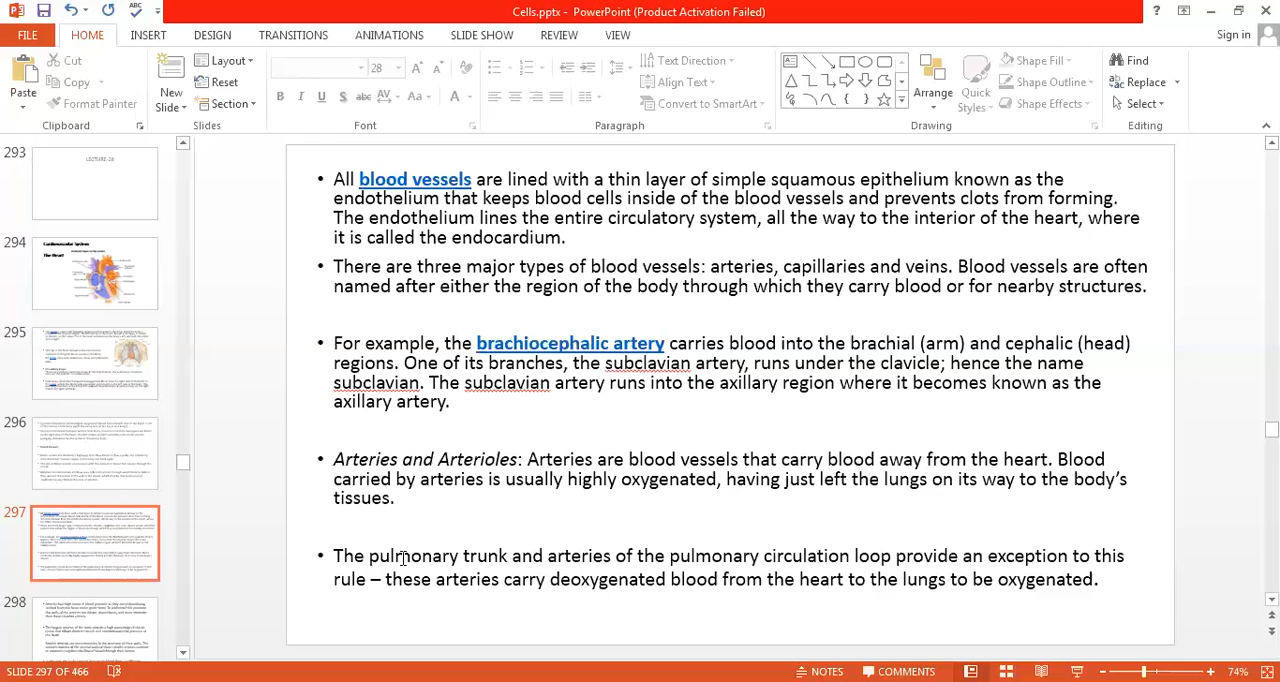 Cells.pptx - PowerPoint (Product Activation Failed)
FILE HOME INSERT DESIGN TRANSITIONS ANIMATIONS SLIDE SHOW REVIEW VIEW Sign in
Paste Cut Copy Format Painter Clipboard
New Slide Layout Reset Section Slides
28 Font
Text Direction Align Text Convert to SmartArt Paragraph
Arrange Quick Styles Shape Fill Shape Outline Shape Effects Drawing
Find Replace Select Editing
293
LECTURE-24
294
Cardiovascular System
The Heart
295
296
297
298
• All blood vessels are lined with a thin layer of simple squamous epithelium known as the
endothelium that keeps blood cells inside of the blood vessels and prevents clots from forming.
The endothelium lines the entire circulatory system, all the way to the interior of the heart, where
it is called the endocardium.
• There are three major types of blood vessels: arteries, capillaries and veins. Blood vessels are often
named after either the region of the body through which they carry blood or for nearby structures.
• For example, the brachiocephalic artery carries blood into the brachial (arm) and cephalic (head)
regions. One of its branches, the subclavian artery, runs under the clavicle; hence the name
subclavian. The subclavian artery runs into the axillary region where it becomes known as the
axillary artery.
• Arteries and Arterioles: Arteries are blood vessels that carry blood away from the heart. Blood
carried by arteries is usually highly oxygenated, having just left the lungs on its way to the body's
tissues.
• The pulmonary trunk and arteries of the pulmonary circulation loop provide an exception to this
rule – these arteries carry deoxygenated blood from the heart to the lungs to be oxygenated.
SLIDE 297 OF 466 NOTES COMMENTS 74%